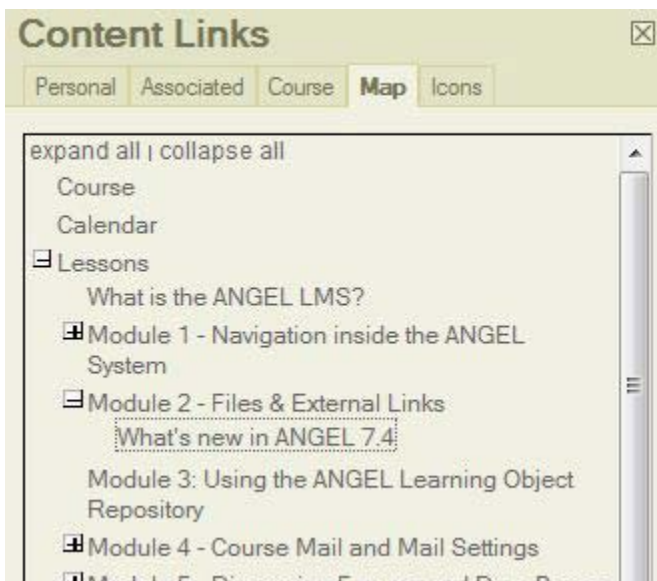 Content Links
Personal Associated Course Map Icons
expand all | collapse all
Course
Calendar
Lessons
What is the ANGEL LMS?
Module 1 - Navigation inside the ANGEL
System
Module 2 - Files & External Links
What's new in ANGEL 7.4
Module 3: Using the ANGEL Learning Object
Repository
Module 4 - Course Mail and Mail Settings